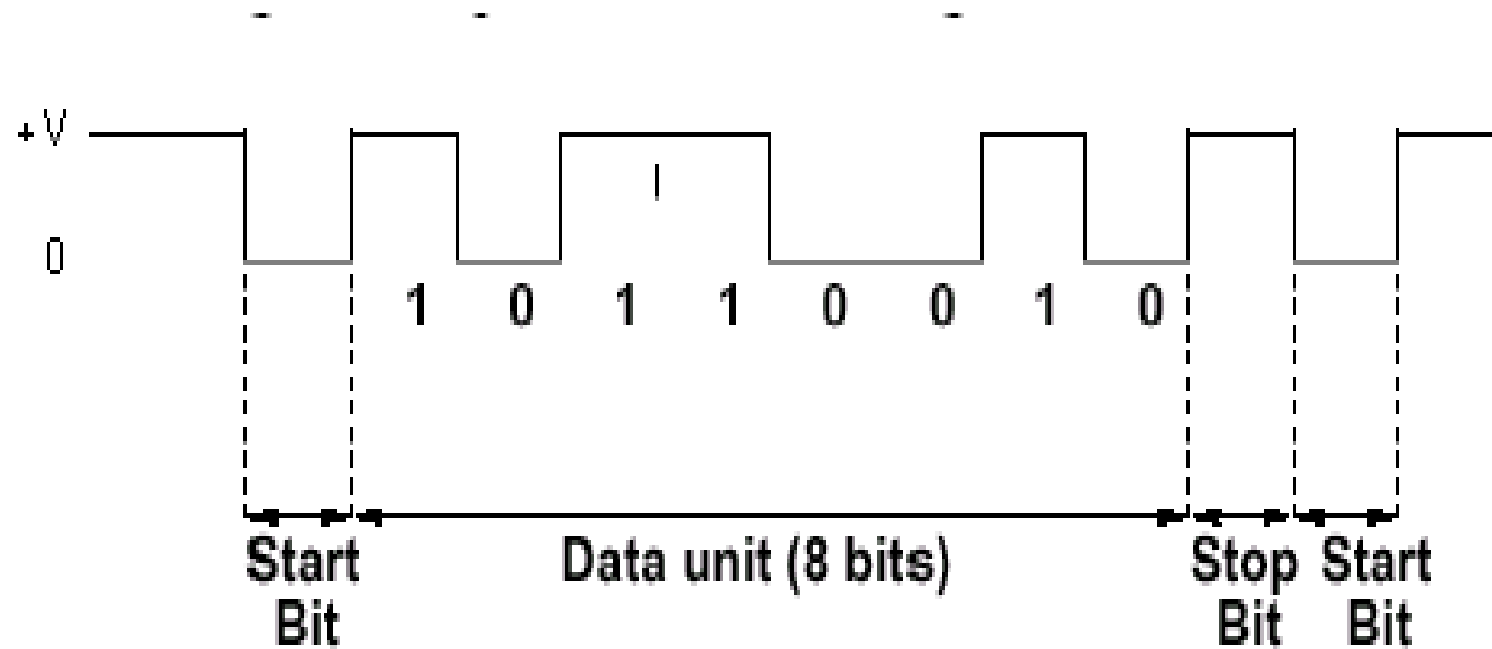 +V
0
1 0 1 1 0 0 1 0
Start Bit
Data unit (8 bits)
Stop Bit
Start Bit